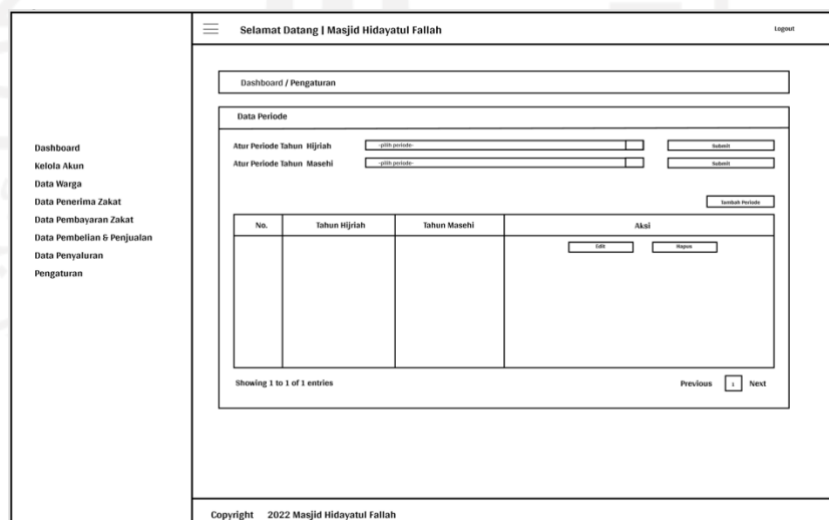 Selamat Datang | Masjid Hidayatul Fallah
Logout
Dashboard / Pengaturan
Data Periode
Dashboard
Kelola Akun
Data Warga
Data Penerima Zakat
Data Pembayaran Zakat
Data Pembelian & Penjualan
Data Penyaluran
Pengaturan
Atur Periode Tahun Hijriah
-pilih periode-
Submit
Atur Periode Tahun Masehi
-pilih periode-
Submit
Tambah Periode
No. Tahun Hijriah Tahun Masehi Aksi
Edit Hapus
Showing 1 to 1 of 1 entries
Previous 1 Next
Copyright 2022 Masjid Hidayatul Fallah